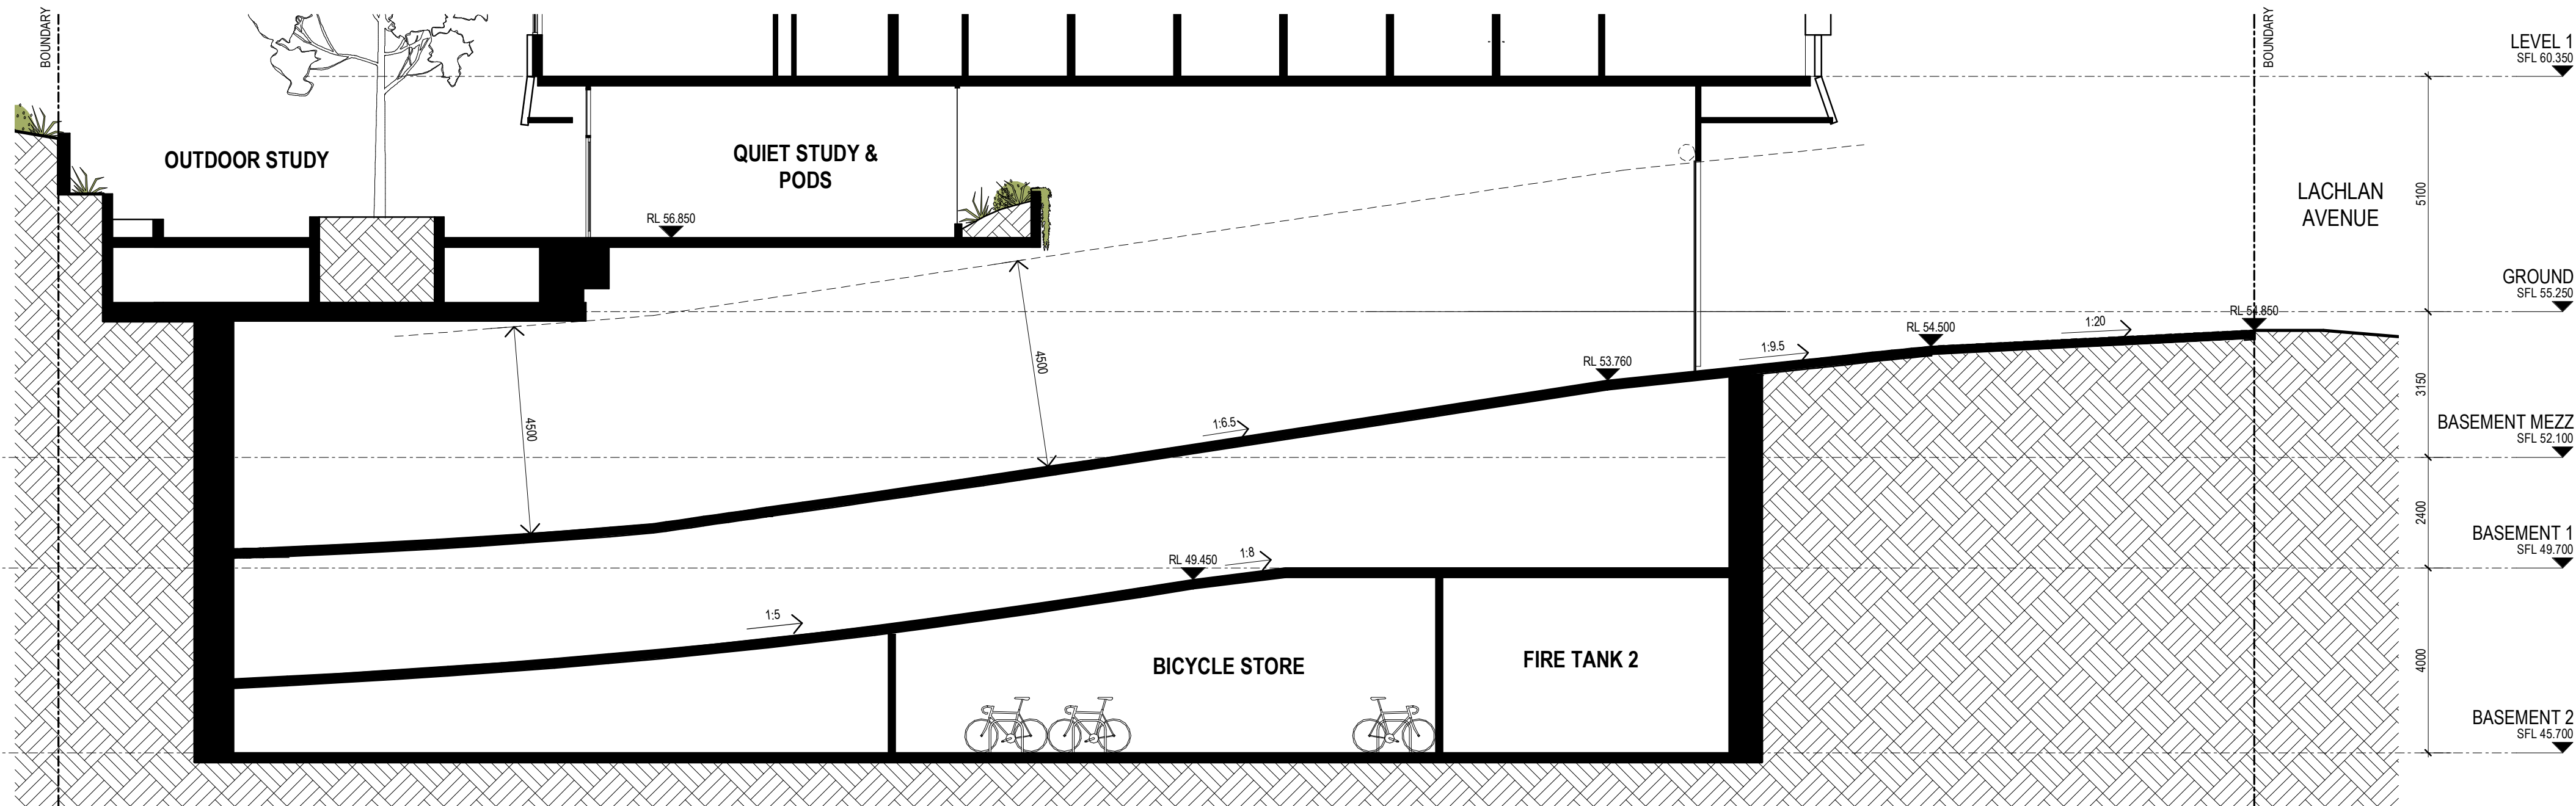 BOUNDARY
BOUNDARY
LEVEL 1
SFL 60.350
OUTDOOR STUDY
QUIET STUDY &
PODS
RL 56.850
5100
LACHLAN
AVENUE
GROUND
SFL 55.250
RL 54.850
1:20
RL 54.500
1:9.5
RL 53.760
4500
4500
3150
1:6.5
BASEMENT MEZZ
SFL 52.100
2400
BASEMENT 1
SFL 49.700
RL 49.450
1:8
1:5
BICYCLE STORE
FIRE TANK 2
4000
BASEMENT 2
SFL 45.700